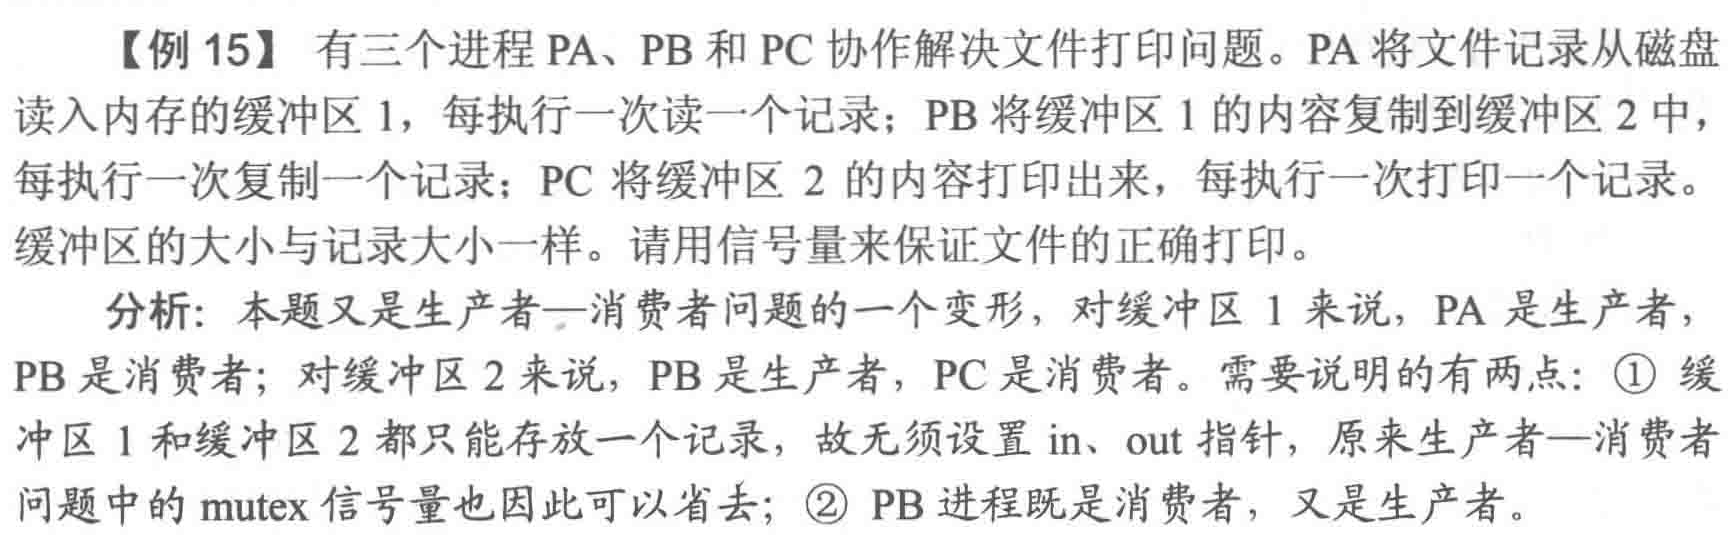 【例 15】 有三个进程 PA、PB 和 PC 协作解决文件打印问题。PA 将文件记录从磁盘
读入内存的缓冲区 1，每执行一次读一个记录；PB 将缓冲区 1 的内容复制到缓冲区 2 中，
每执行一次复制一个记录；PC 将缓冲区 2 的内容打印出来，每执行一次打印一个记录。
缓冲区的大小与记录大小一样。请用信号量来保证文件的正确打印。
分析：本题又是生产者—消费者问题的一个变形，对缓冲区 1 来说，PA 是生产者，
PB 是消费者；对缓冲区 2 来说，PB 是生产者，PC 是消费者。需要说明的有两点：① 缓
冲区 1 和缓冲区 2 都只能存放一个记录，故无须设置 in、out 指针，原来生产者—消费者
问题中的 mutex 信号量也因此可以省去；② PB 进程既是消费者，又是生产者。